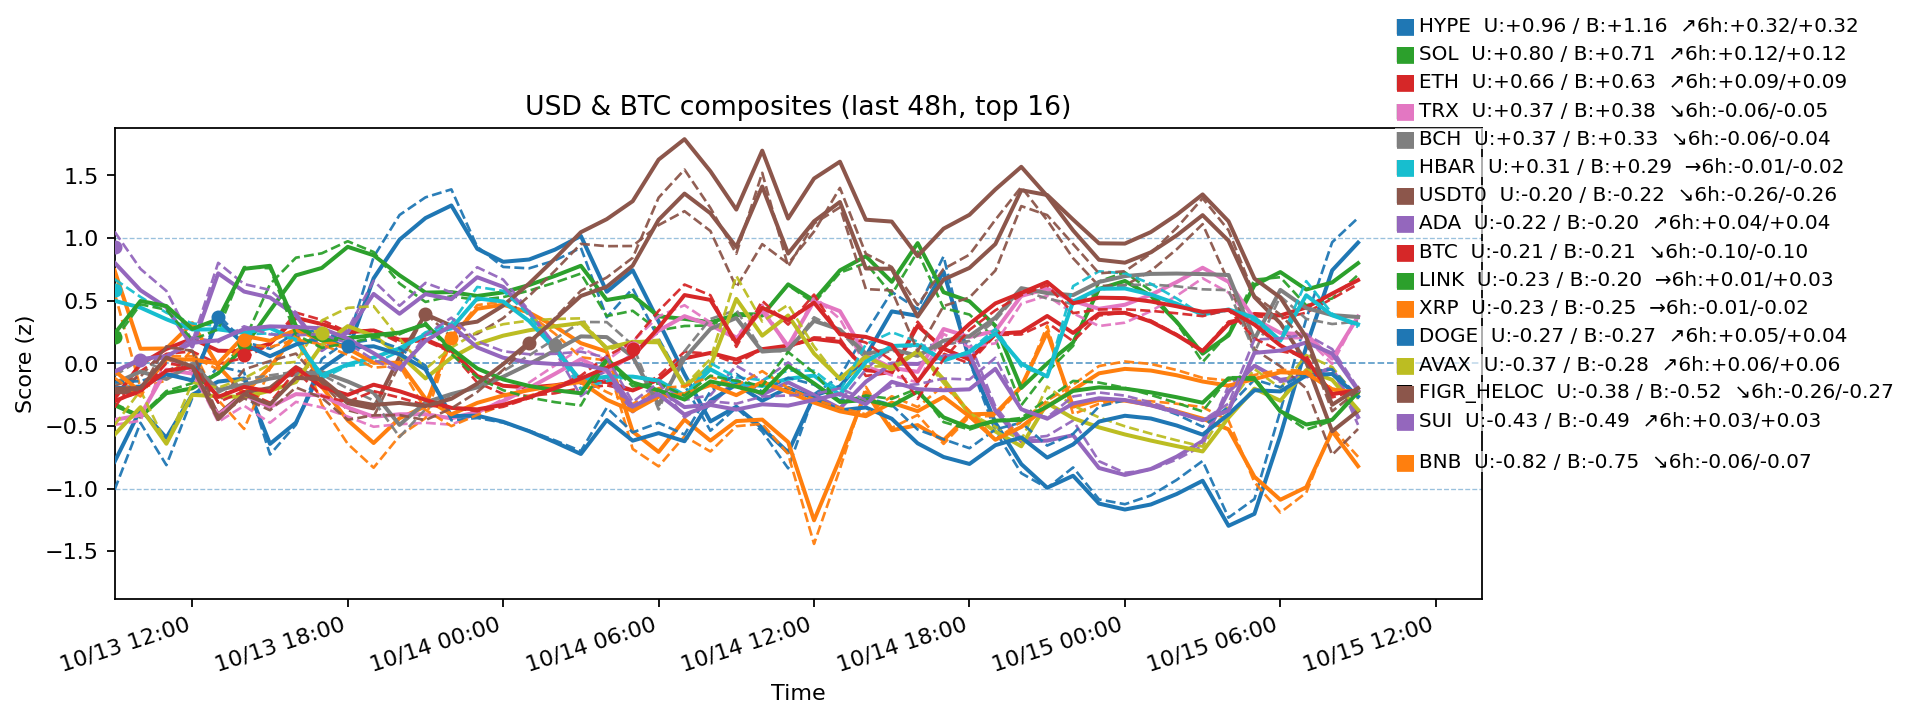 USD & BTC composites (last 48h, top 16)
HYPE U:+0.96 / B:+1.16 ↗6h:+0.32/+0.32
SOL U:+0.80 / B:+0.71 ↗6h:+0.12/+0.12
ETH U:+0.66 / B:+0.63 ↗6h:+0.09/+0.09
TRX U:+0.37 / B:+0.38 ↘6h:-0.06/-0.05
BCH U:+0.37 / B:+0.33 ↘6h:-0.06/-0.04
HBAR U:+0.31 / B:+0.29 →6h:-0.01/-0.02
USDT0 U:-0.20 / B:-0.22 ↘6h:-0.26/-0.26
ADA U:-0.22 / B:-0.20 ↗6h:+0.04/+0.04
BTC U:-0.21 / B:-0.21 ↘6h:-0.10/-0.10
LINK U:-0.23 / B:-0.20 →6h:+0.01/+0.03
XRP U:-0.23 / B:-0.25 →6h:-0.01/-0.02
DOGE U:-0.27 / B:-0.27 ↗6h:+0.05/+0.04
AVAX U:-0.37 / B:-0.28 ↗6h:+0.06/+0.06
FIGR_HELOC U:-0.38 / B:-0.52 ↘6h:-0.26/-0.27
SUI U:-0.43 / B:-0.49 ↗6h:+0.03/+0.03
BNB U:-0.82 / B:-0.75 ↘6h:-0.06/-0.07
Score (z)
1.5
1.0
0.5
0.0
−0.5
−1.0
−1.5
10/13 12:00
10/13 18:00
10/14 00:00
10/14 06:00
10/14 12:00
10/14 18:00
10/15 00:00
10/15 06:00
10/15 12:00
Time